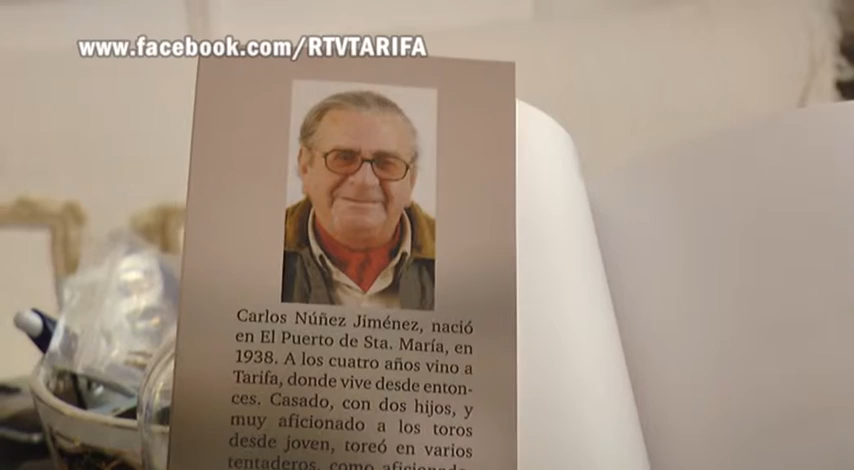 www.facebook.com/RTVTARIFA
Carlos Núñez Jiménez, nació
en El Puerto de Sta. María, en
1938. A los cuatro años vino a
Tarifa, donde vive desde enton-
ces. Casado, con dos hijos, y
muy aficionado a los toros
desde joven, toreó en varios
tentaderos, como